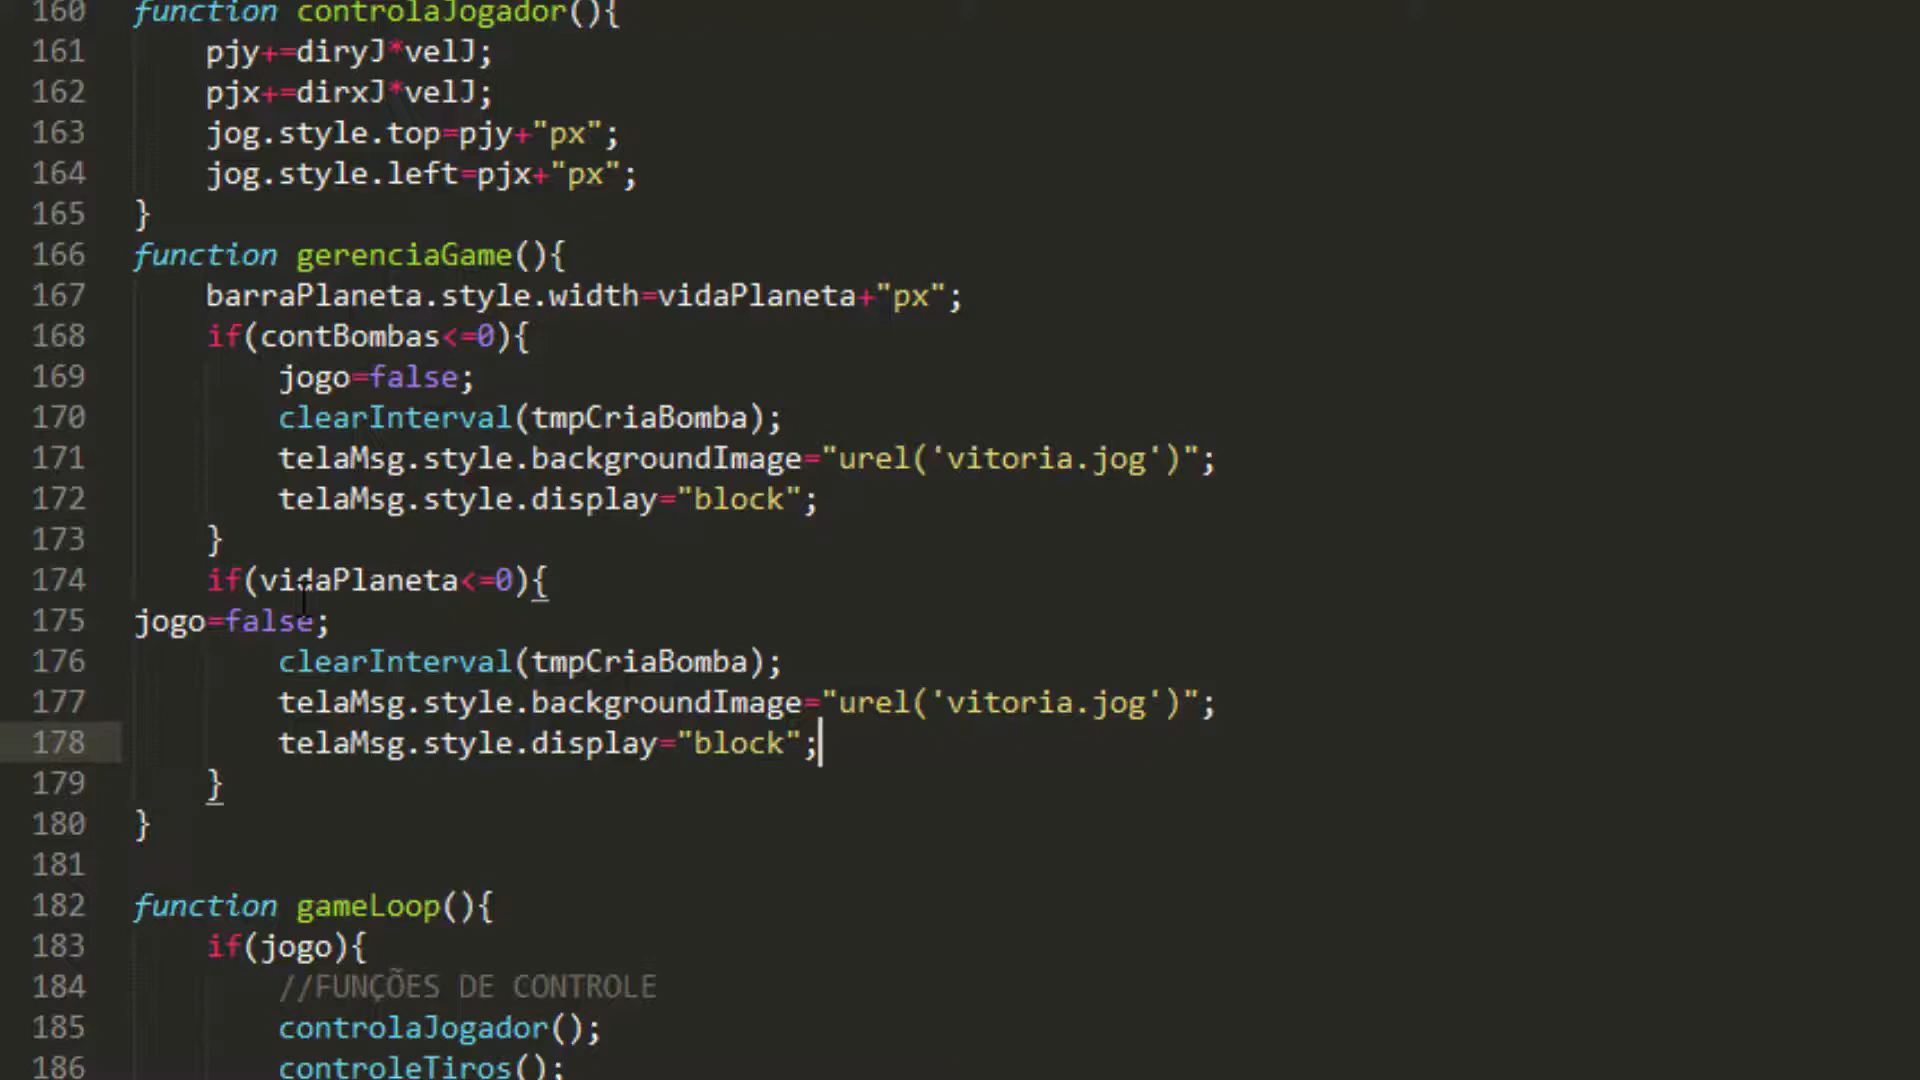 160 function controlaJogador(){
161 pjy+=diryJ*velJ;
162 pjx+=dirxJ*velJ;
163 jog.style.top=pjy+"px";
164 jog.style.left=pjx+"px";
165 }
166 function gerenciaGame(){
167 barraPlaneta.style.width=vidaPlaneta+"px";
168 if(contBombas<=0){
169 jogo=false;
170 clearInterval(tmpCriaBomba);
171 telaMsg.style.backgroundImage="urel('vitoria.jog')";
172 telaMsg.style.display="block";
173 }
174 if(vidaPlaneta<=0){
175 jogo=false;
176 clearInterval(tmpCriaBomba);
177 telaMsg.style.backgroundImage="urel('vitoria.jog')";
178 telaMsg.style.display="block";
179 }
180 }
181
182 function gameLoop(){
183 if(jogo){
184 //FUNÇÕES DE CONTROLE
185 controlaJogador();
186 controleTiros();